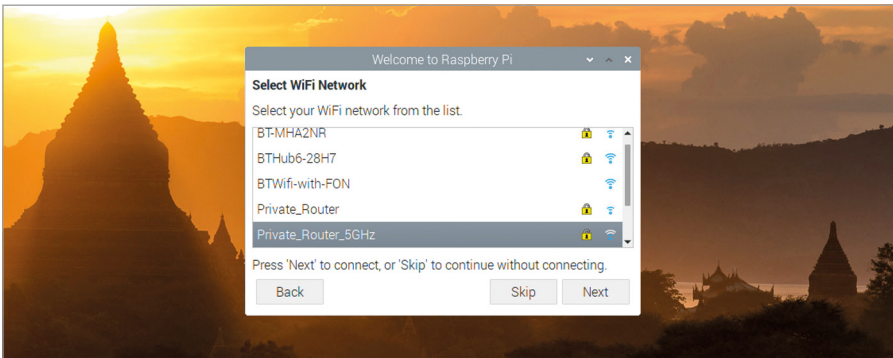 Welcome to Raspberry Pi
Select WiFi Network
Select your WiFi network from the list.
BT-MHA2NR
BTHub6-28H7
BTWifi-with-FON
Private_Router
Private_Router_5GHz
Press 'Next' to connect, or 'Skip' to continue without connecting.
Back Skip Next